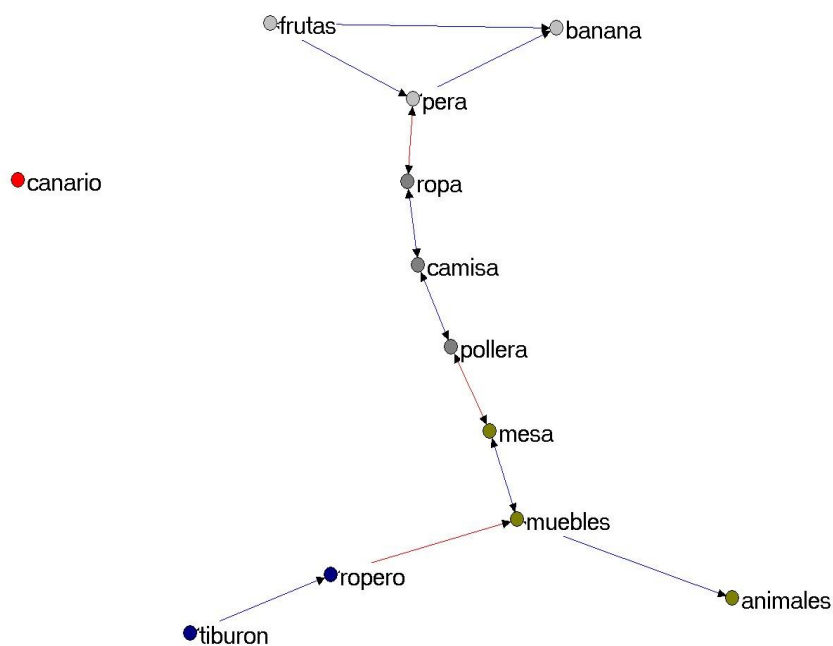 frutas
banana
pera
canario
ropa
camisa
pollera
mesa
muebles
ropero
animales
tiburon